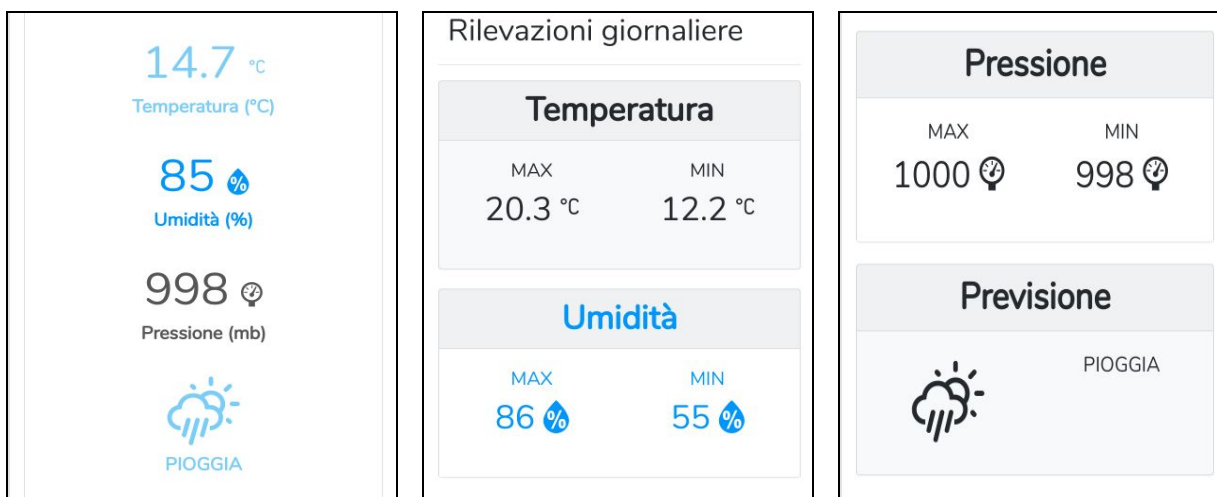 14.7 °C
Temperatura (°C)
85 %
Umidità (%)
998
Pressione (mb)
PIOGGIA
Rilevazioni giornaliere
Temperatura
MAX MIN
20.3 °C 12.2 °C
Umidità
MAX MIN
86 % 55 %
Pressione
MAX MIN
1000 998
Previsione
PIOGGIA